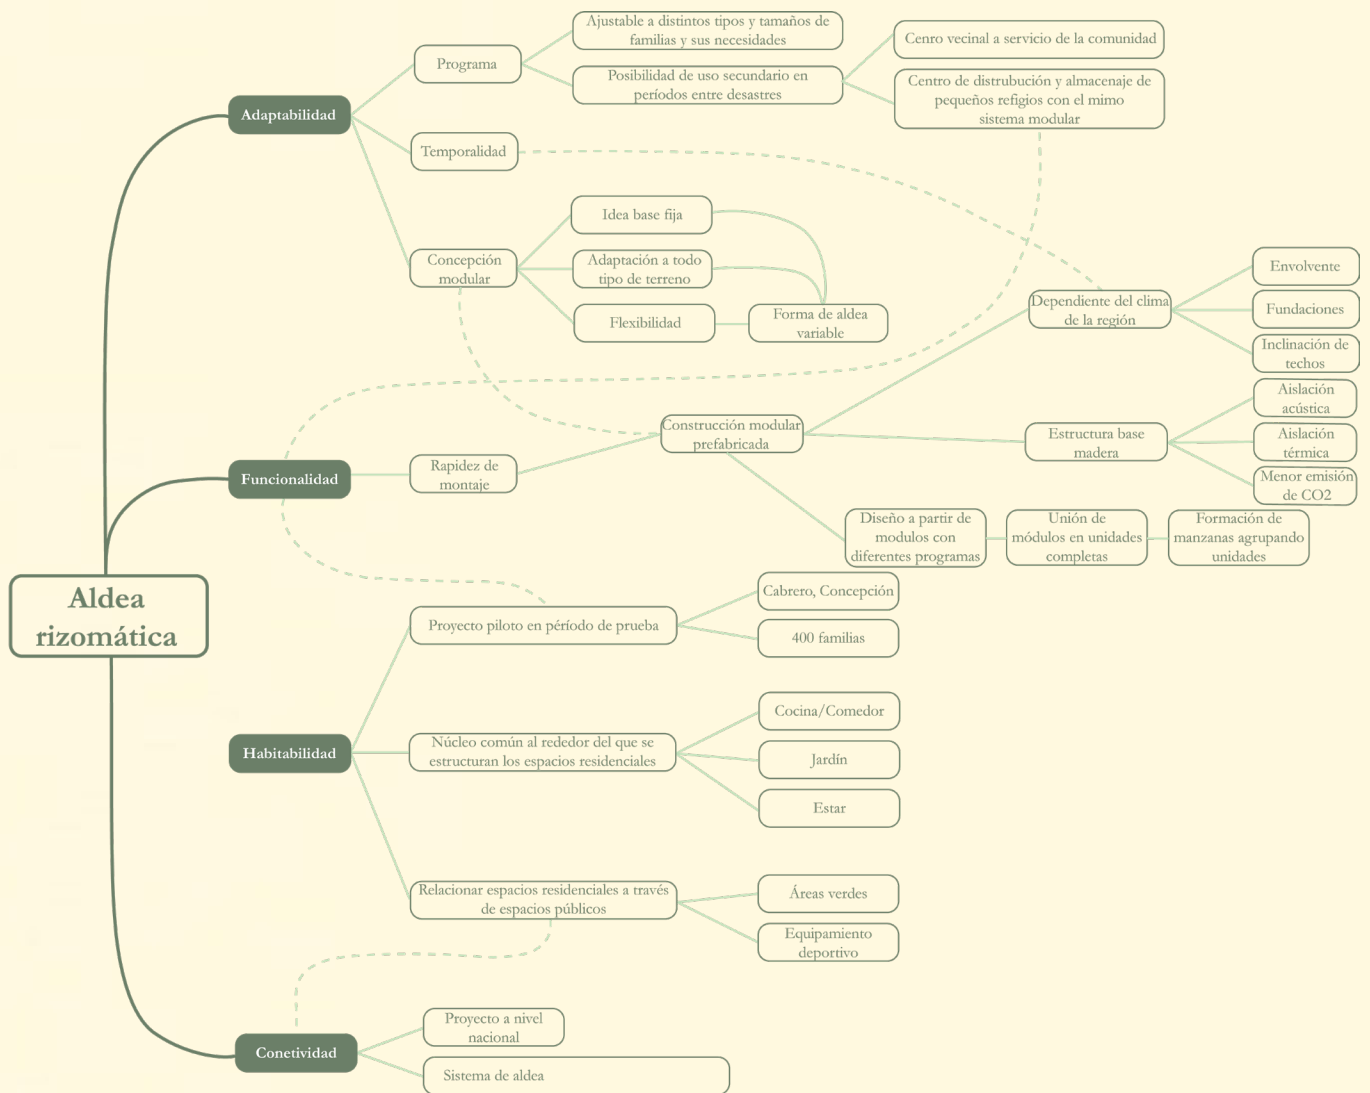 Aldea
rizomática
Adaptabilidad
Programa
Ajustable a distintos tipos y tamaños de
familias y sus necesidades
Posibilidad de uso secundario en
períodos entre desastres
Cenro vecinal a servicio de la comunidad
Centro de distrubución y almacenaje de
pequeños refigios con el mimo
sistema modular
Temporalidad
Concepción
modular
Idea base fija
Adaptación a todo
tipo de terreno
Flexibilidad
Forma de aldea
variable
Funcionalidad
Rapidez de
montaje
Construcción modular
prefabricada
Dependiente del clima
de la región
Envolvente
Fundaciones
Inclinación de
techos
Estructura base
madera
Aislación
acústica
Aislación
térmica
Menor emisión
de CO2
Diseño a partir de
modulos con
diferentes programas
Unión de
módulos en unidades
completas
Formación de
manzanas agrupando
unidades
Habitabilidad
Proyecto piloto en período de prueba
Cabrero, Concepción
400 familias
Núcleo común al rededor del que se
estructuran los espacios residenciales
Cocina/Comedor
Jardín
Estar
Relacionar espacios residenciales a través
de espacios públicos
Áreas verdes
Equipamiento
deportivo
Conetividad
Proyecto a nivel
nacional
Sistema de aldea